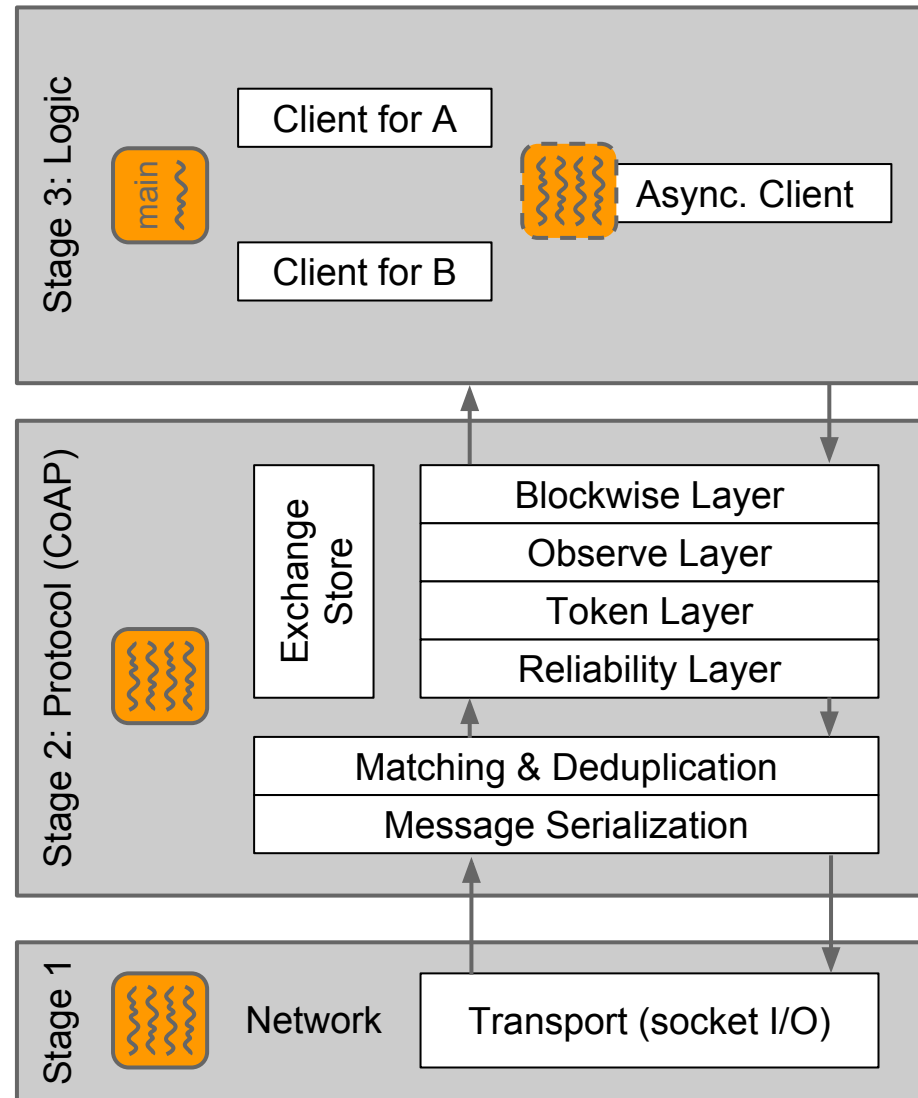 Stage 3: Logic
main
Client for A
Async. Client
Client for B
Stage 2: Protocol (CoAP)
Exchange
Store
Blockwise Layer
Observe Layer
Token Layer
Reliability Layer
Matching & Deduplication
Message Serialization
Stage 1
Network
Transport (socket I/O)